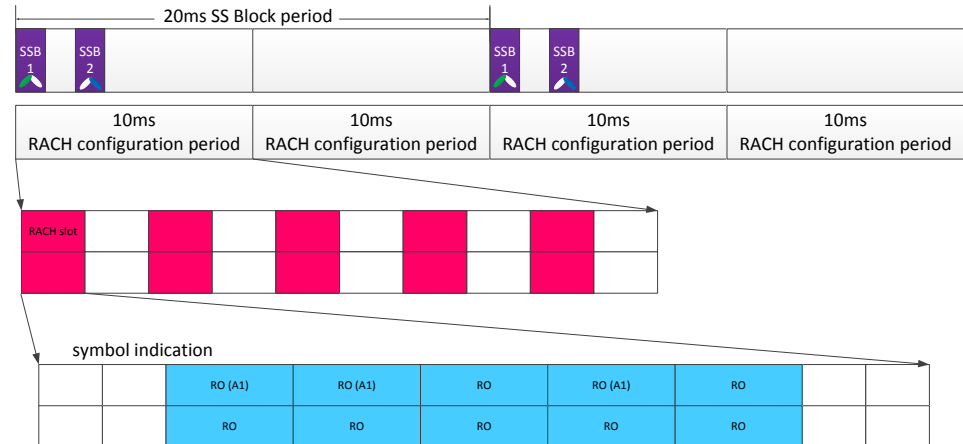 20ms SS Block period
SSB
1
SSB
2
SSB
1
SSB
2
10ms
RACH configuration period
10ms
RACH configuration period
10ms
RACH configuration period
10ms
RACH configuration period
RACH slot
symbol indication
RO (A1) RO (A1) RO RO (A1) RO
RO RO RO RO RO